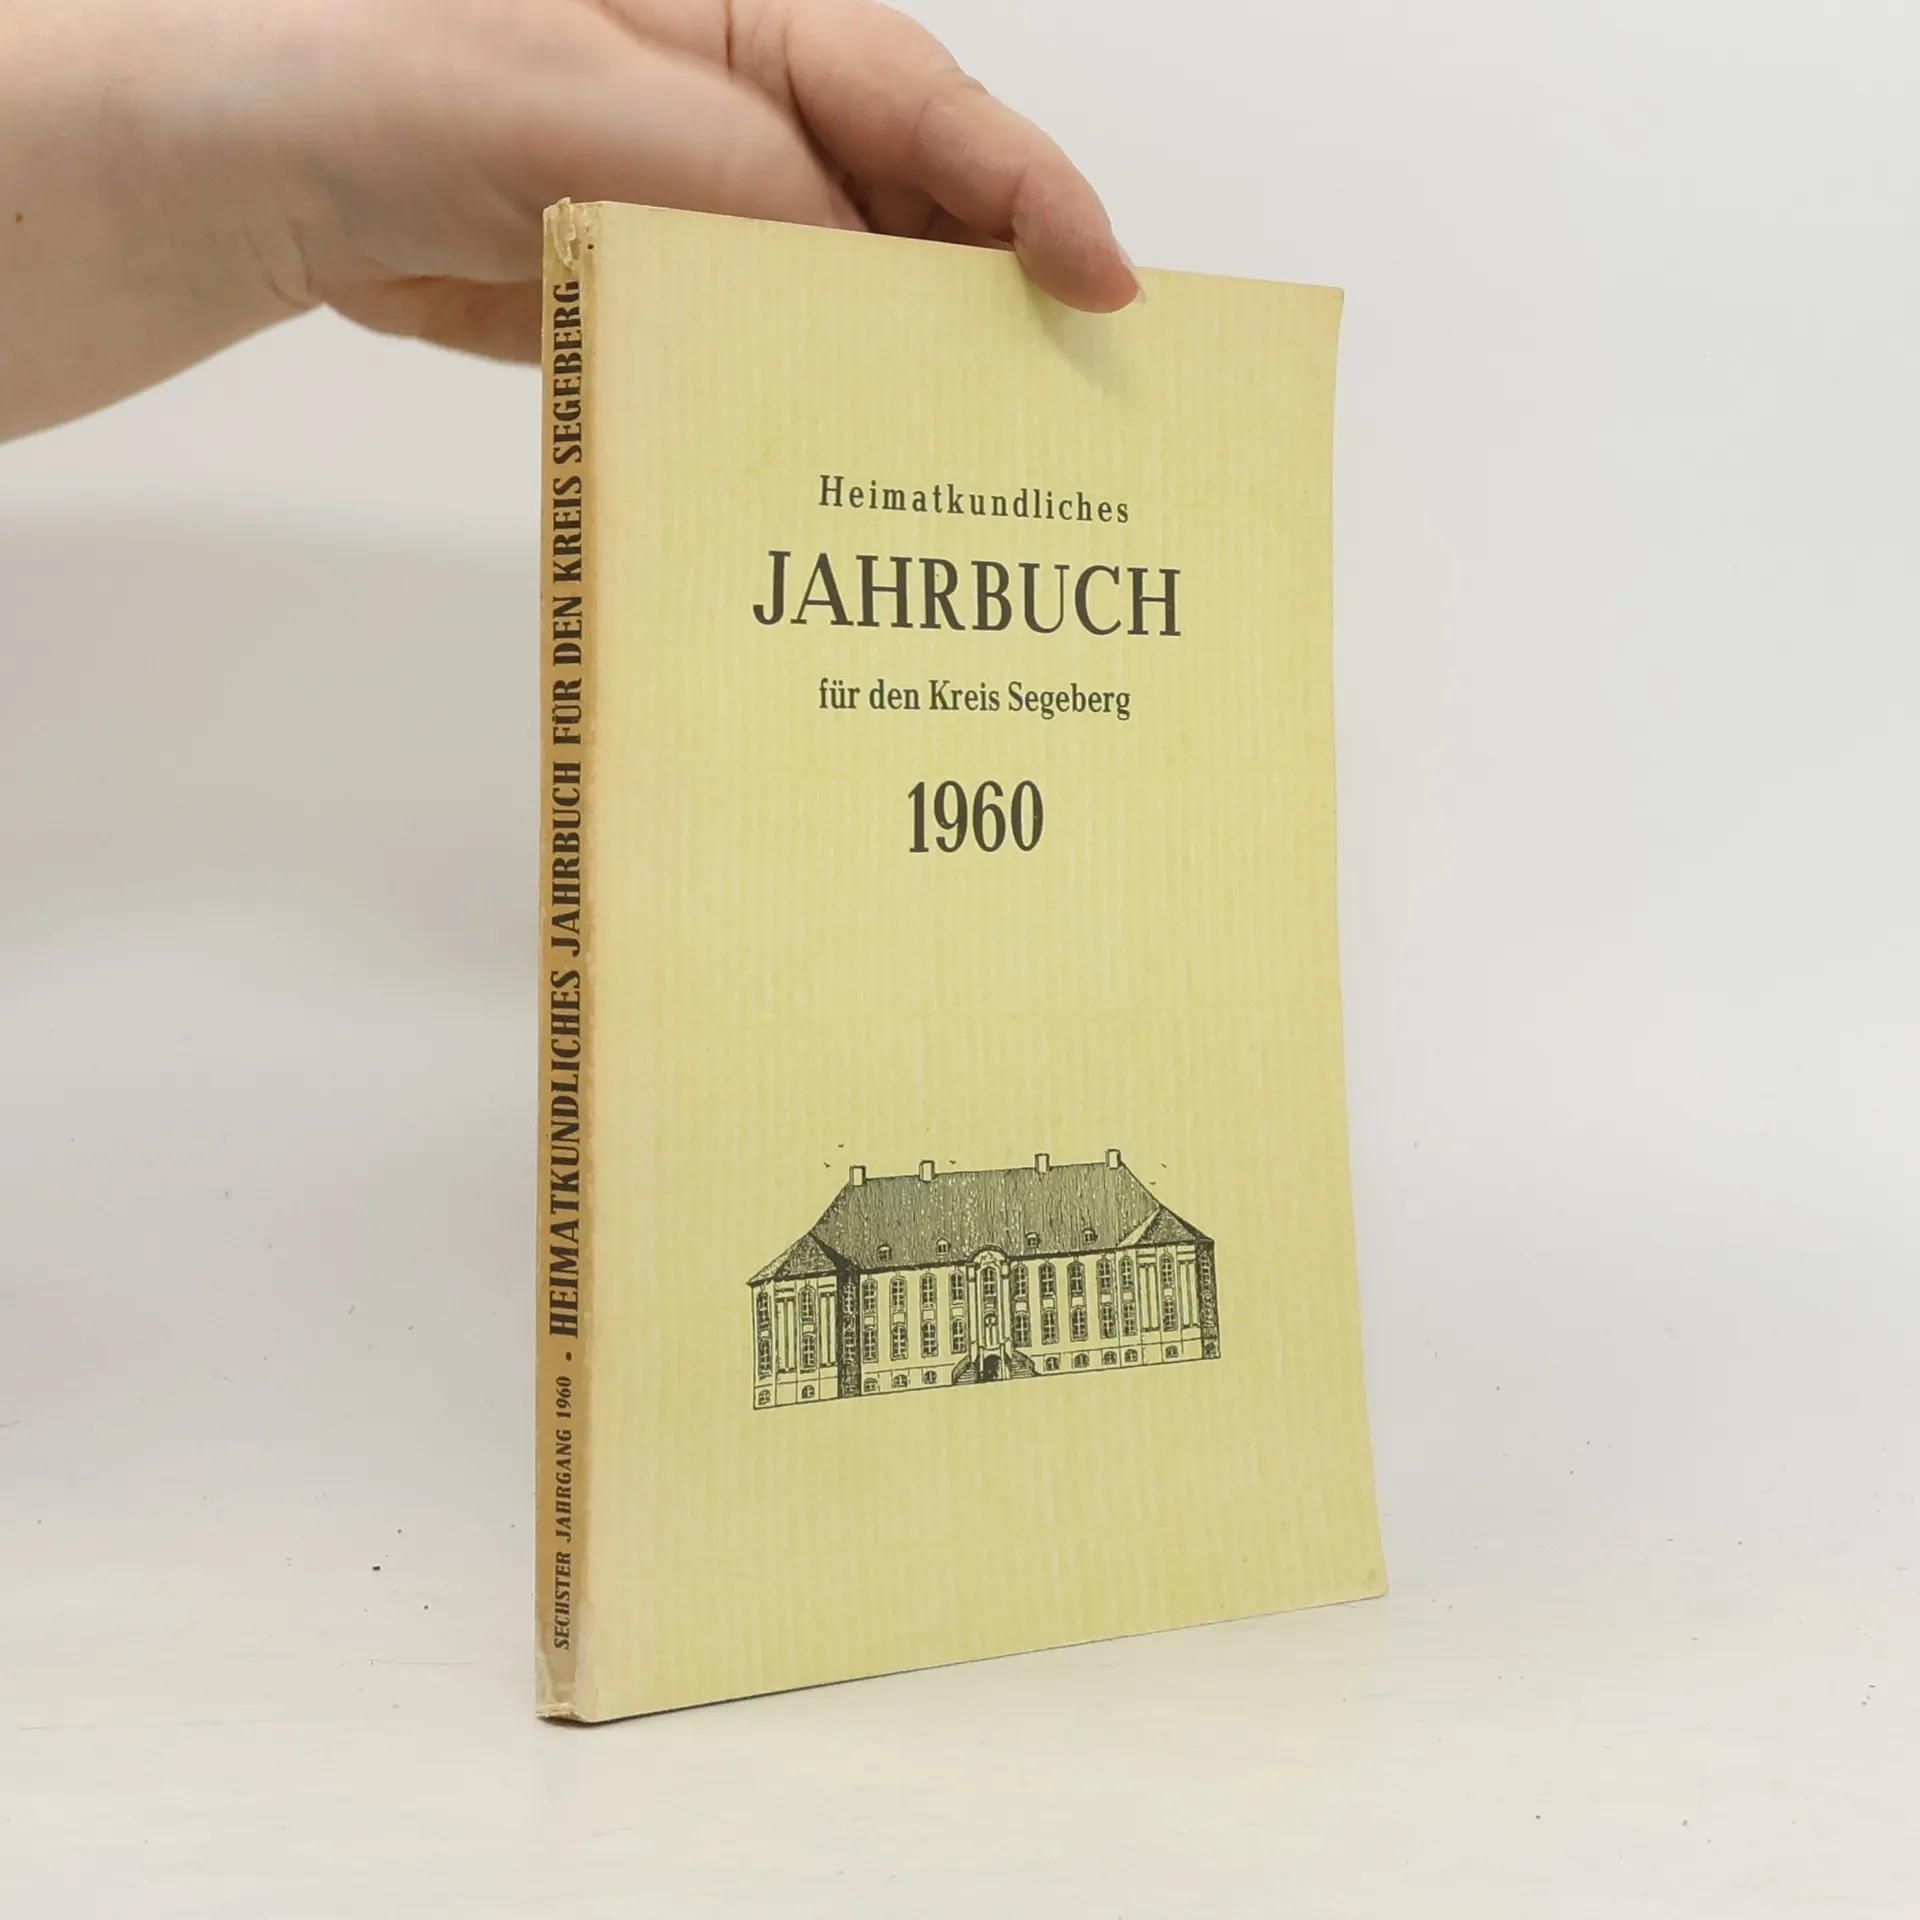 Heimatkundliches
JAHRBUCH
für den Kreis Segeberg
1960
SECHSTER JAHRGANG 1960 • HEIMATKUNDLICHES JAHRBUCH FÜR DEN KREIS SEGEBERG